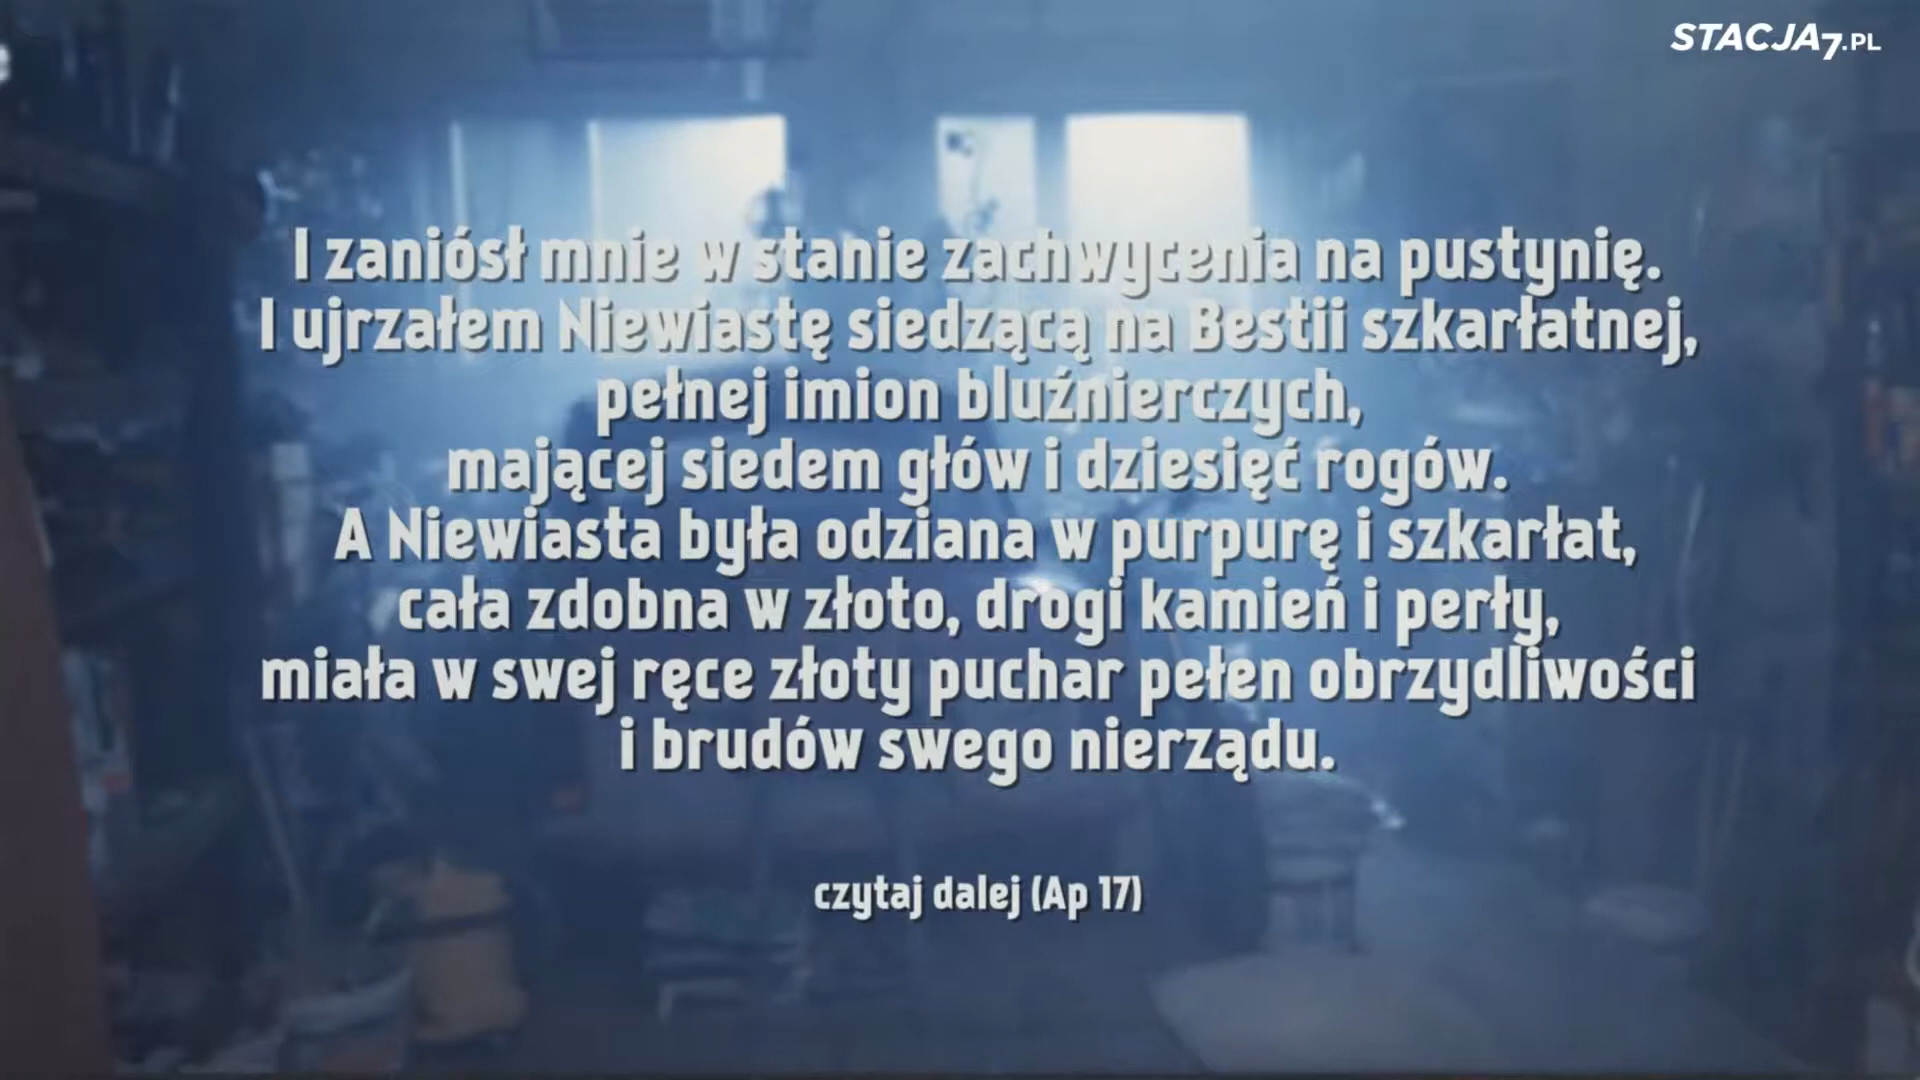 STACJA7.PL
I zaniósł mnie w stanie zachwycenia na pustynię.
I ujrzałem Niewiastę siedzącą na Bestii szkarłatnej,
pełnej imion bluźnierczych,
mającej siedem głów i dziesięć rogów.
A Niewiasta była odziana w purpurę i szkarłat,
cała zdobna w złoto, drogi kamień i perły,
miała w swej ręce złoty puchar pełen obrzydliwości
i brudów swego nierządu.
czytaj dalej (Ap 17)